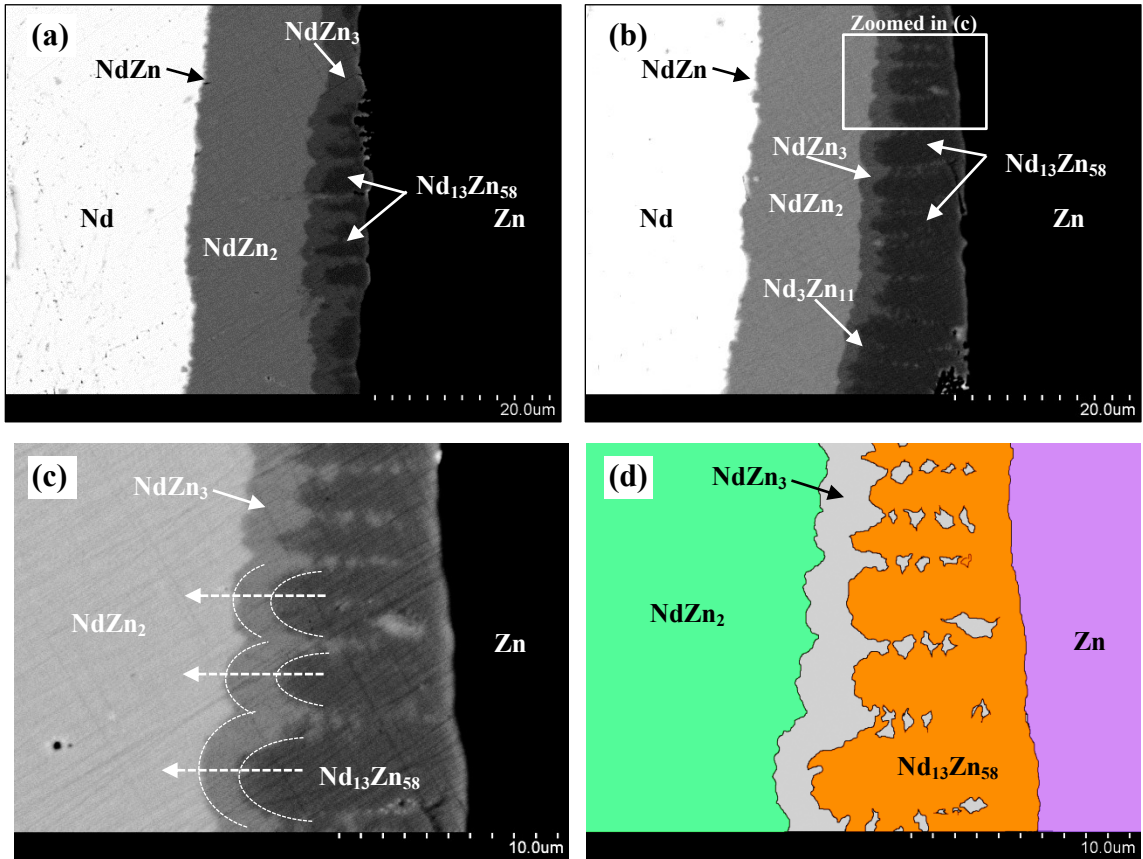 (a)
NdZn₃
NdZn
Nd₁₃Zn₅₈
Nd
Zn
NdZn₂
20.0um
(b)
Zoomed in (c)
NdZn
NdZn₃
Nd₁₃Zn₅₈
NdZn₂
Nd
Zn
Nd₃Zn₁₁
20.0um
(c)
NdZn₃
NdZn₂
Zn
Nd₁₃Zn₅₈
10.0um
(d)
NdZn₃
NdZn₂
Zn
Nd₁₃Zn₅₈
10.0um